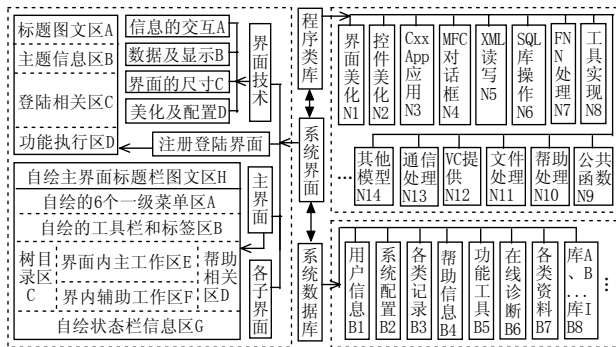 标题图文区A
主题信息区B
登陆相关区C
功能执行区D
信息的交互A
数据及显示B
界面的尺寸C
美化及配置D
界面技术
注册登陆界面
自绘主界面标题栏图文区H
自绘的6个一级菜单区A
自绘的工具栏和标签区B
树目录区C
界面内主工作区E
界内辅助工作区F
帮助相关区D
自绘状态栏信息区G
主界面
各子界面
程序类库
系统界面
系统数据库
界面美化N1
控件美化N2
CxxApp应用N3
MFC对话框N4
XML读写N5
SQL库操作N6
FNN处理N7
工具实现N8
...
其他模型N14
通信处理N13
VC提供N12
文件处理N11
帮助处理N10
公共函数N9
用户信息B1
系统配置B2
各类记录B3
帮助信息B4
功能工具B5
在线诊断B6
各类资料B7
库A、B...库I B8
...